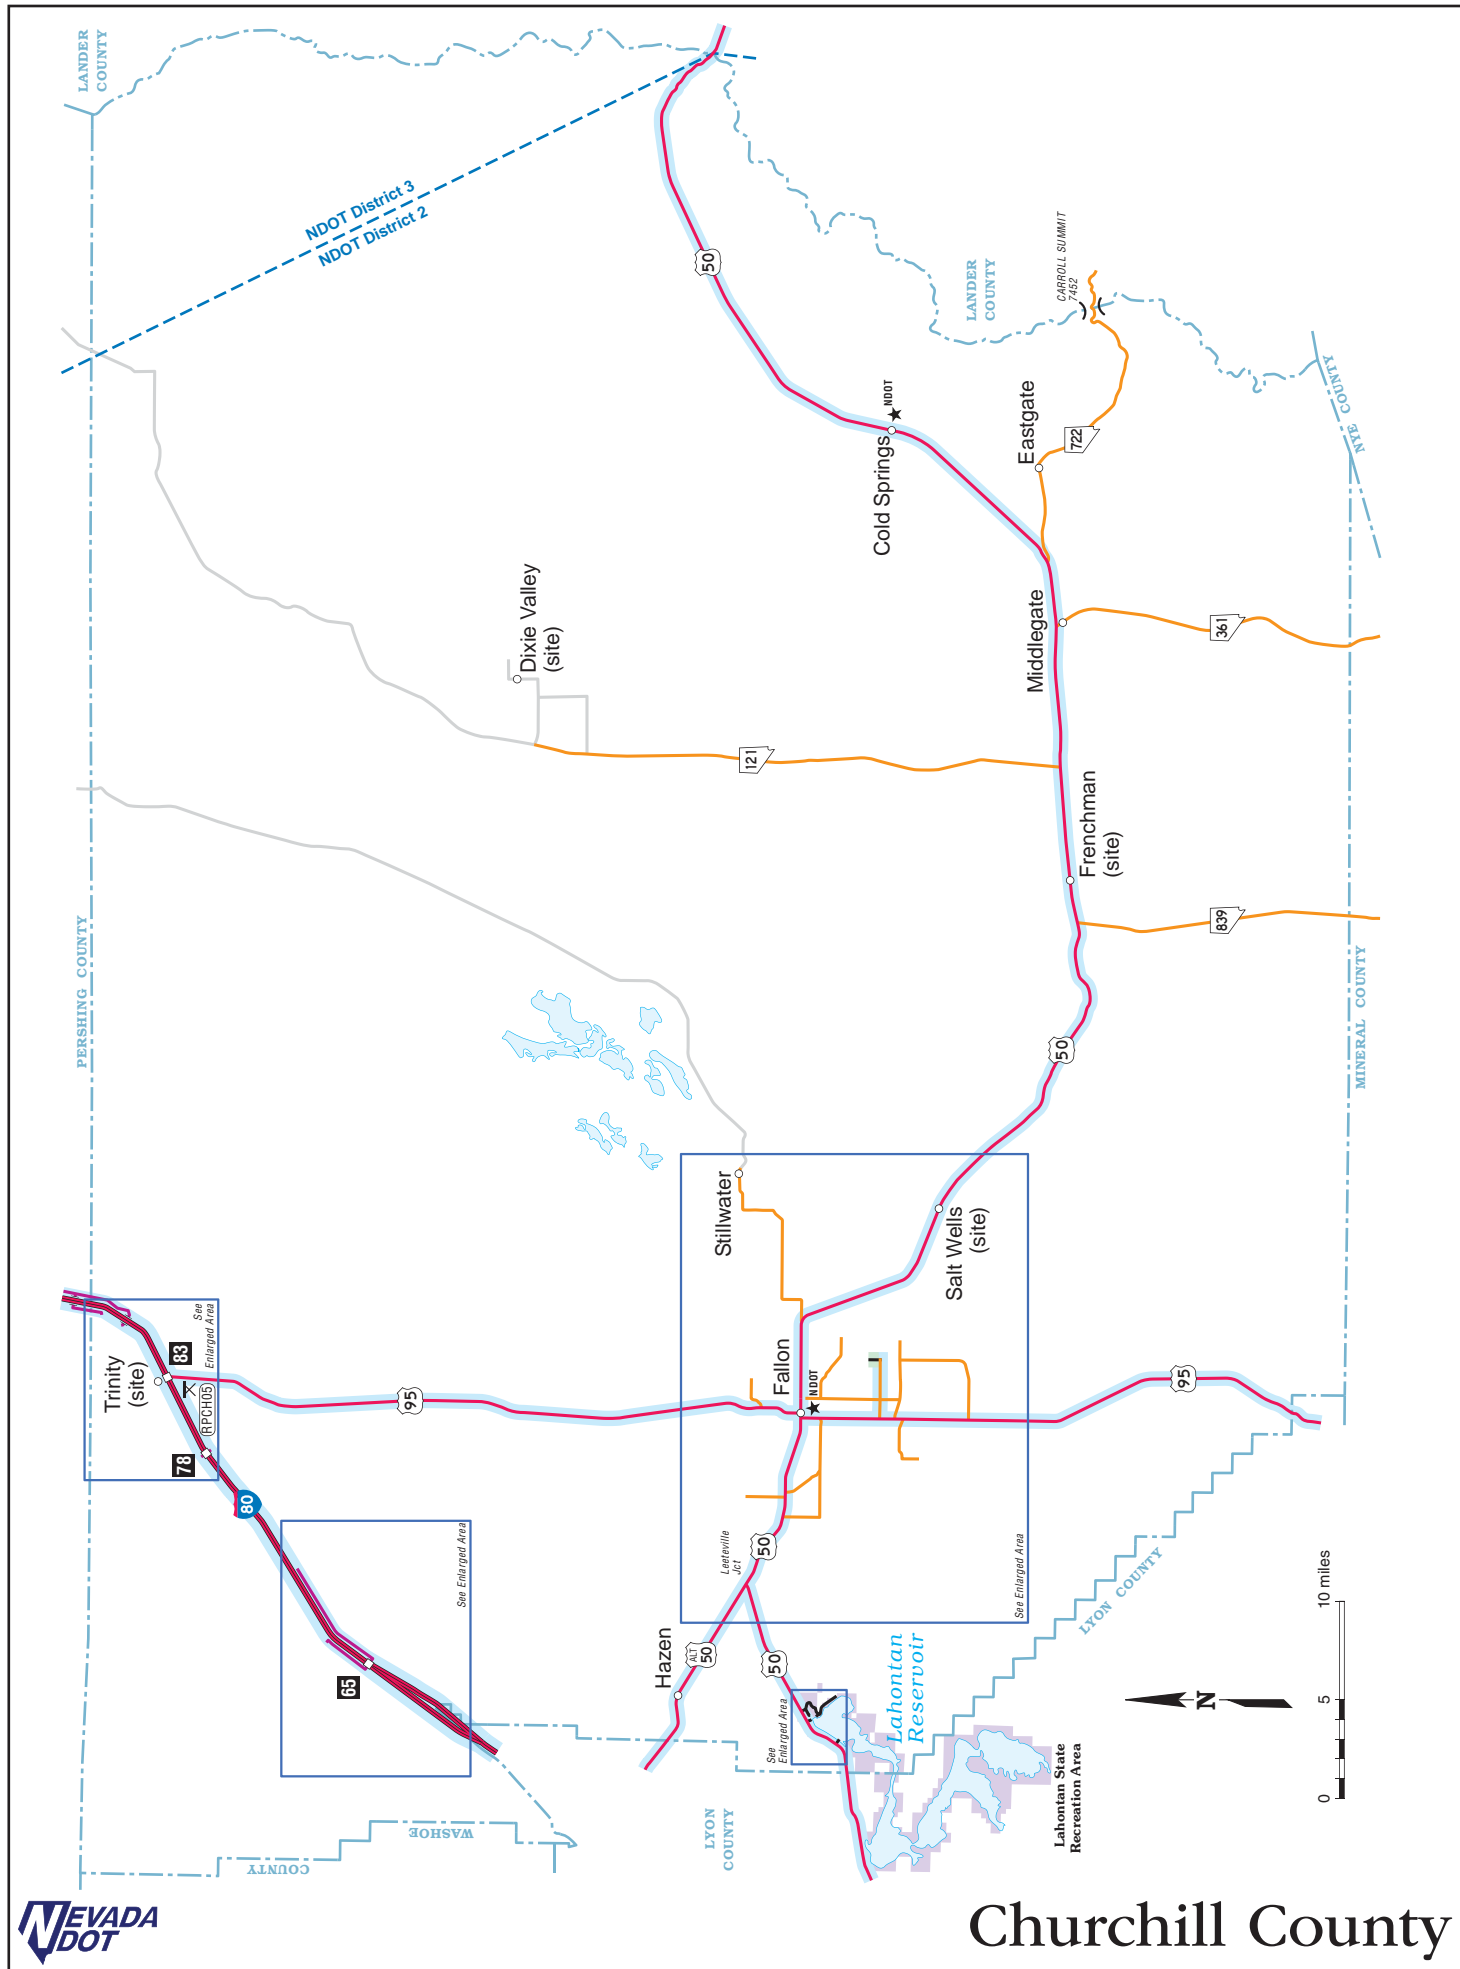 LANDER
COUNTY
NDOT District 3
NDOT District 2
50
CARROLL SUMMIT
7452
LANDER
COUNTY
NDOT
Cold Springs
Eastgate
722
NYE COUNTY
Dixie Valley
(site)
Middlegate
361
121
Frenchman
(site)
839
PERSHING COUNTY
MINERAL COUNTY
50
Stillwater
Salt Wells
(site)
See
Enlarged Area
83
Trinity
(site)
RPCH05
78
95
Fallon
NDOT
95
80
See Enlarged Area
Leeteville
Jct
50
See Enlarged Area
LYON COUNTY
10 miles
5
0
N
65
Hazen
ALT
50
50
See
Enlarged Area
Lahontan
Reservoir
Lahontan State
Recreation Area
WASHOE
COUNTY
LYON
COUNTY
NEVADA
DOT
Churchill County